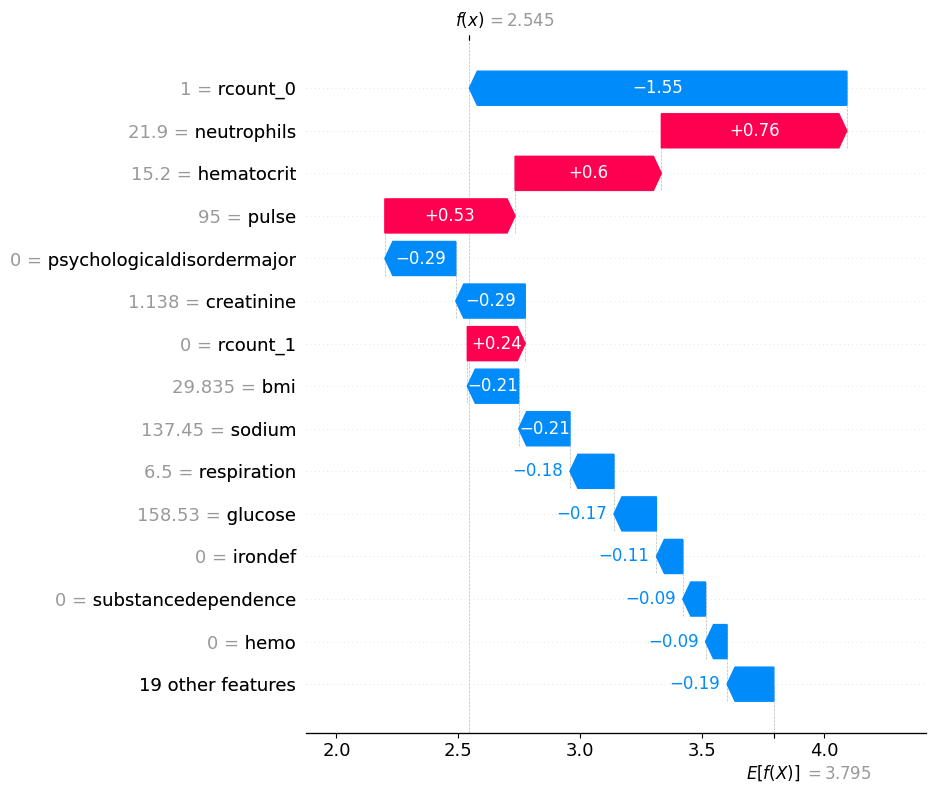 f(x) = 2.545
1 = rcount_0
−1.55
21.9 = neutrophils
+0.76
15.2 = hematocrit
+0.6
95 = pulse
+0.53
0 = psychologicaldisordermajor
−0.29
1.138 = creatinine
−0.29
0 = rcount_1
+0.24
29.835 = bmi
−0.21
137.45 = sodium
−0.21
6.5 = respiration
−0.18
158.53 = glucose
−0.17
0 = irondef
−0.11
0 = substancedependence
−0.09
0 = hemo
−0.09
19 other features
−0.19
2.0 2.5 3.0 3.5 4.0
E[f(X)] = 3.795